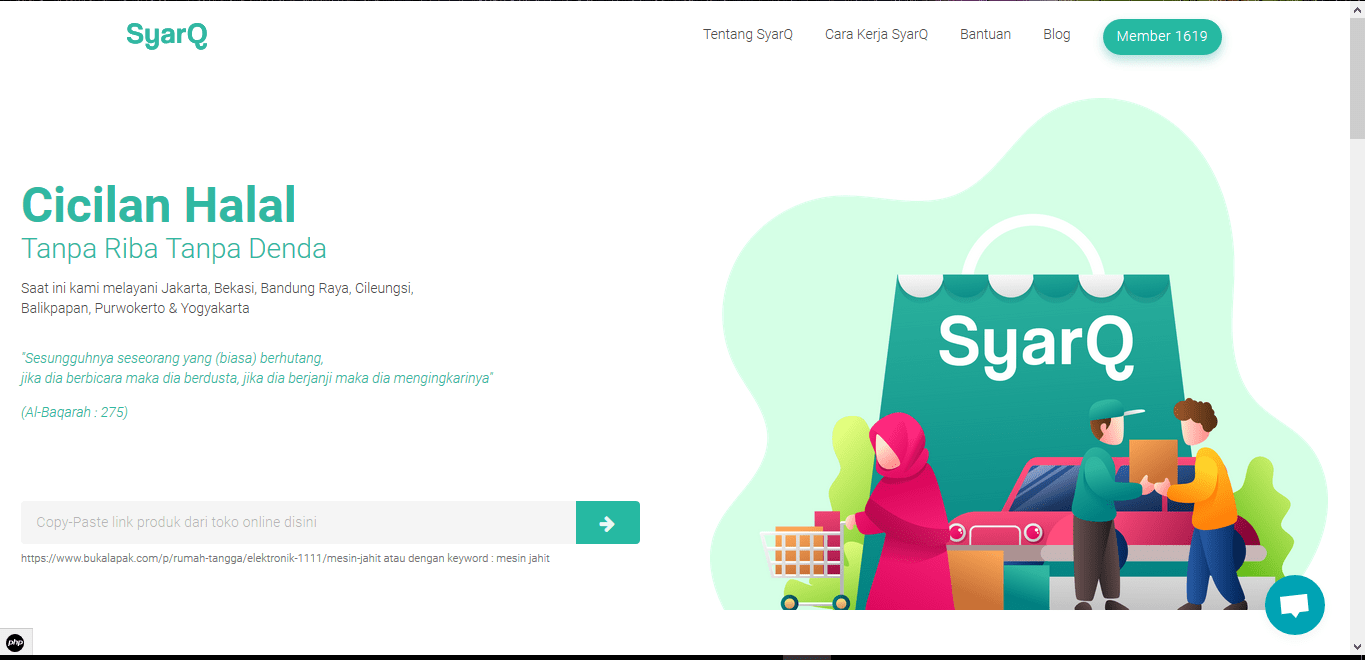 SyarQ
Tentang SyarQ
Cara Kerja SyarQ
Bantuan
Blog
Member 1619
Cicilan Halal
Tanpa Riba Tanpa Denda
Saat ini kami melayani Jakarta, Bekasi, Bandung Raya, Cileungsi,
Balikpapan, Purwokerto & Yogyakarta
"Sesungguhnya seseorang yang (biasa) berhutang,
jika dia berbicara maka dia berdusta, jika dia berjanji maka dia mengingkarinya"
(Al-Baqarah : 275)
Copy-Paste link produk dari toko online disini
https://www.bukalapak.com/p/rumah-tangga/elektronik-1111/mesin-jahit atau dengan keyword : mesin jahit
SyarQ
php